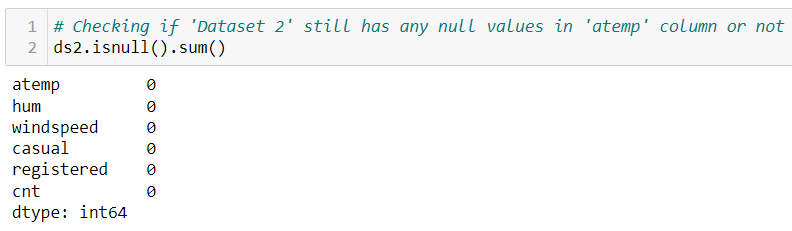 1 # Checking if 'Dataset 2' still has any null values in 'atemp' column or not
2 ds2.isnull().sum()
atemp 0
hum 0
windspeed 0
casual 0
registered 0
cnt 0
dtype: int64